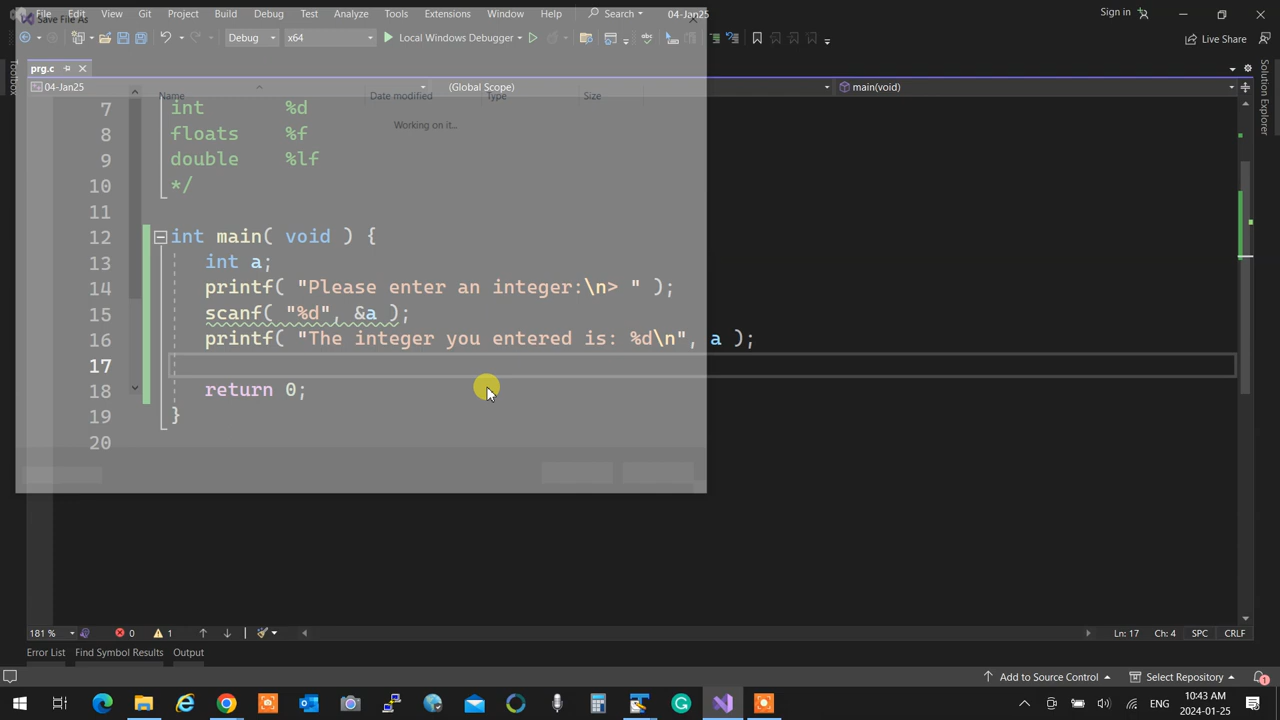 File Edit View Git Project Build Debug Test Analyze Tools Extensions Window Help Search 04-Jan25 Sign in
Save File As
Debug x64 Local Windows Debugger Live Share
prg.c
04-Jan25 (Global Scope) main(void)
Toolbox
Solution Explorer
Name Date modified Type Size
Working on it...
7 int %d
8 floats %f
9 double %lf
10 */
11
12 int main( void ) {
13 int a;
14 printf( "Please enter an integer:\n> " );
15 scanf( "%d", &a );
16 printf( "The integer you entered is: %d\n", a );
17
18 return 0;
19 }
20
181 % 0 1 Ln: 17 Ch: 4 SPC CRLF
Error List Find Symbol Results Output
Add to Source Control Select Repository 1
ENG 10:43 AM
2024-01-25